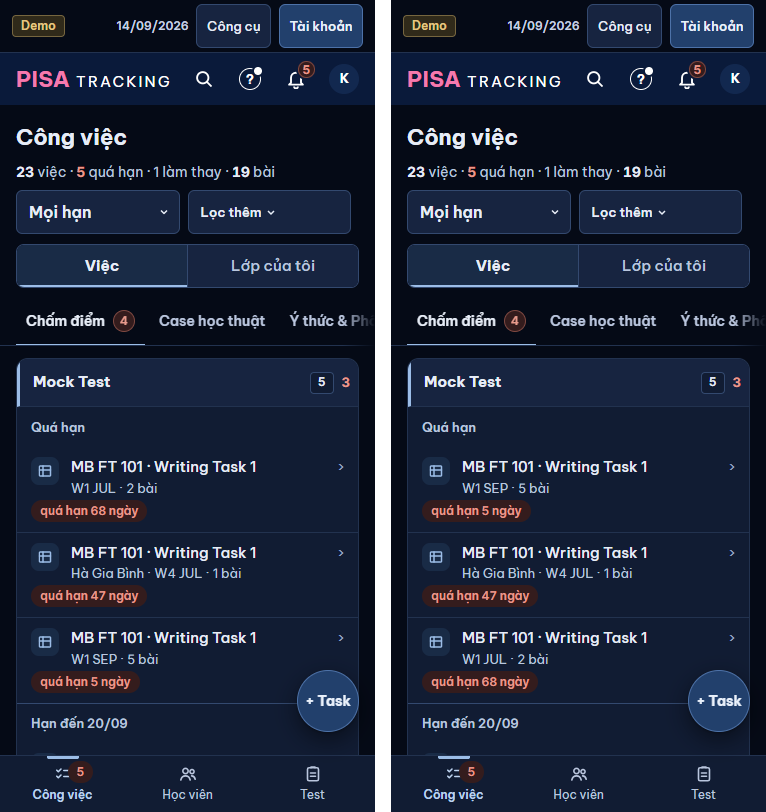 Demo 14/09/2026 Công cụ Tài khoản
PISA TRACKING ? 5 K
Công việc
23 việc · 5 quá hạn · 1 làm thay · 19 bài
Mọi hạn Lọc thêm
Việc Lớp của tôi
Chấm điểm 4 Case học thuật Ý thức & Ph
Mock Test 5 3
Quá hạn
MB FT 101 · Writing Task 1
W1 JUL · 2 bài
quá hạn 68 ngày
MB FT 101 · Writing Task 1
Hà Gia Bình · W4 JUL · 1 bài
quá hạn 47 ngày
MB FT 101 · Writing Task 1
W1 SEP · 5 bài
quá hạn 5 ngày
+ Task
Hạn đến 20/09
5
Công việc Học viên Test
Demo 14/09/2026 Công cụ Tài khoản
PISA TRACKING ? 5 K
Công việc
23 việc · 5 quá hạn · 1 làm thay · 19 bài
Mọi hạn Lọc thêm
Việc Lớp của tôi
Chấm điểm 4 Case học thuật Ý thức & Ph
Mock Test 5 3
Quá hạn
MB FT 101 · Writing Task 1
W1 SEP · 5 bài
quá hạn 5 ngày
MB FT 101 · Writing Task 1
Hà Gia Bình · W4 JUL · 1 bài
quá hạn 47 ngày
MB FT 101 · Writing Task 1
W1 JUL · 2 bài
quá hạn 68 ngày
+ Task
Hạn đến 20/09
5
Công việc Học viên Test